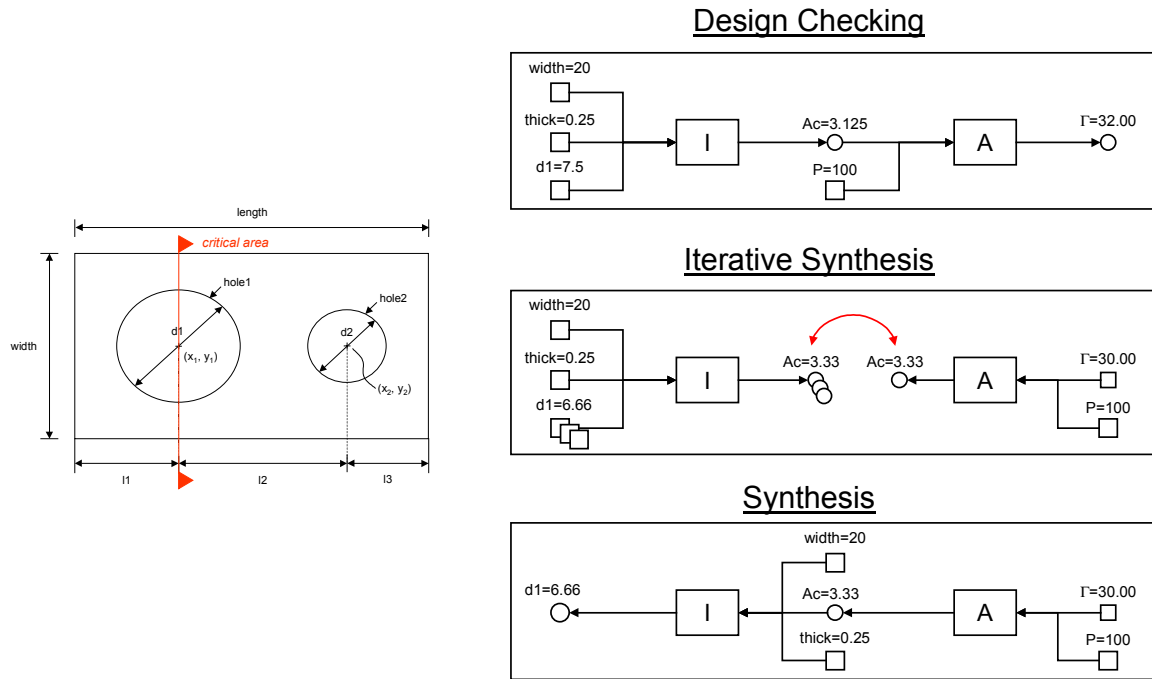 length
critical area
hole1
hole2
d1
d2
width
(x1, y1)
(x2, y2)
l1
l2
l3
Design Checking
width=20
thick=0.25
d1=7.5
I
Ac=3.125
P=100
A
Γ=32.00
Iterative Synthesis
width=20
thick=0.25
d1=6.66
I
Ac=3.33
Ac=3.33
A
Γ=30.00
P=100
Synthesis
d1=6.66
I
width=20
Ac=3.33
thick=0.25
A
Γ=30.00
P=100